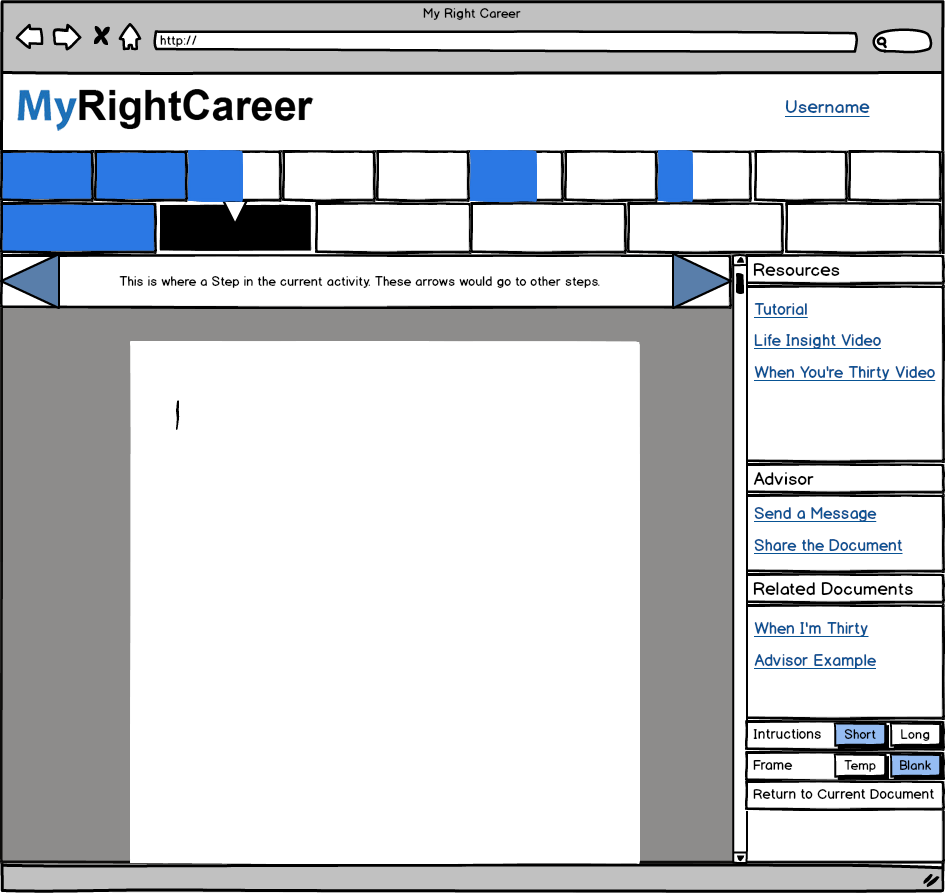 My Right Career
http://
MyRightCareer
Username
This is where a Step in the current activity. These arrows would go to other steps.
Resources
Tutorial
Life Insight Video
When You're Thirty Video
Advisor
Send a Message
Share the Document
Related Documents
When I'm Thirty
Advisor Example
Intructions Short Long
Frame Temp Blank
Return to Current Document